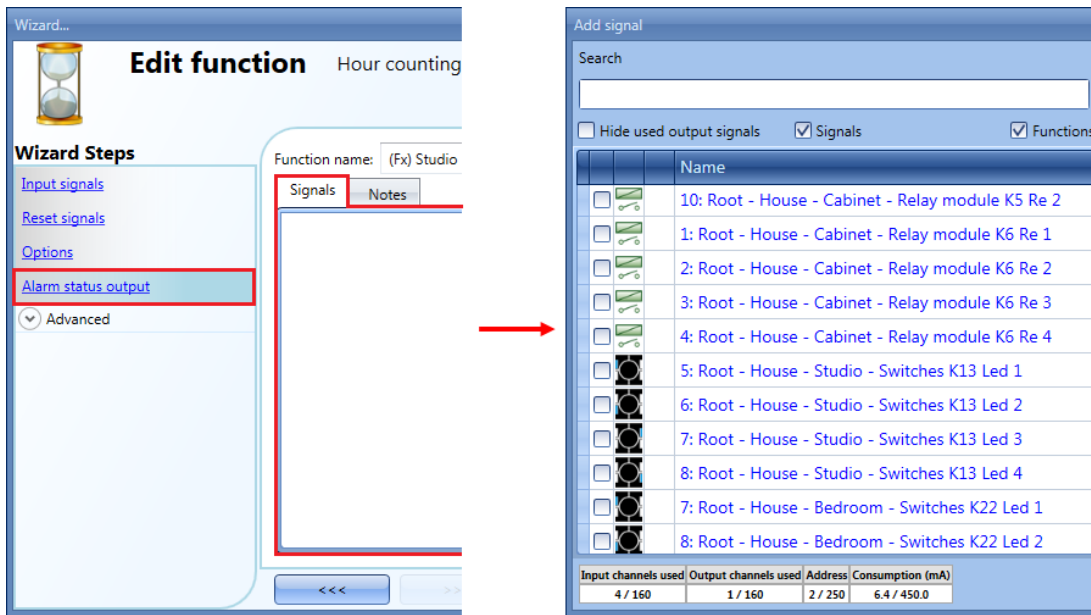 Wizard...
Edit function Hour counting
Wizard Steps
Input signals
Reset signals
Options
Alarm status output
Advanced
Function name: (Fx) Studio
Signals Notes
<<< >>
Add signal
Search
Hide used output signals Signals Functions
Name
10: Root - House - Cabinet - Relay module K5 Re 2
1: Root - House - Cabinet - Relay module K6 Re 1
2: Root - House - Cabinet - Relay module K6 Re 2
3: Root - House - Cabinet - Relay module K6 Re 3
4: Root - House - Cabinet - Relay module K6 Re 4
5: Root - House - Studio - Switches K13 Led 1
6: Root - House - Studio - Switches K13 Led 2
7: Root - House - Studio - Switches K13 Led 3
8: Root - House - Studio - Switches K13 Led 4
7: Root - House - Bedroom - Switches K22 Led 1
8: Root - House - Bedroom - Switches K22 Led 2
Input channels used Output channels used Address Consumption (mA)
4 / 160 1 / 160 2 / 250 6.4 / 450.0